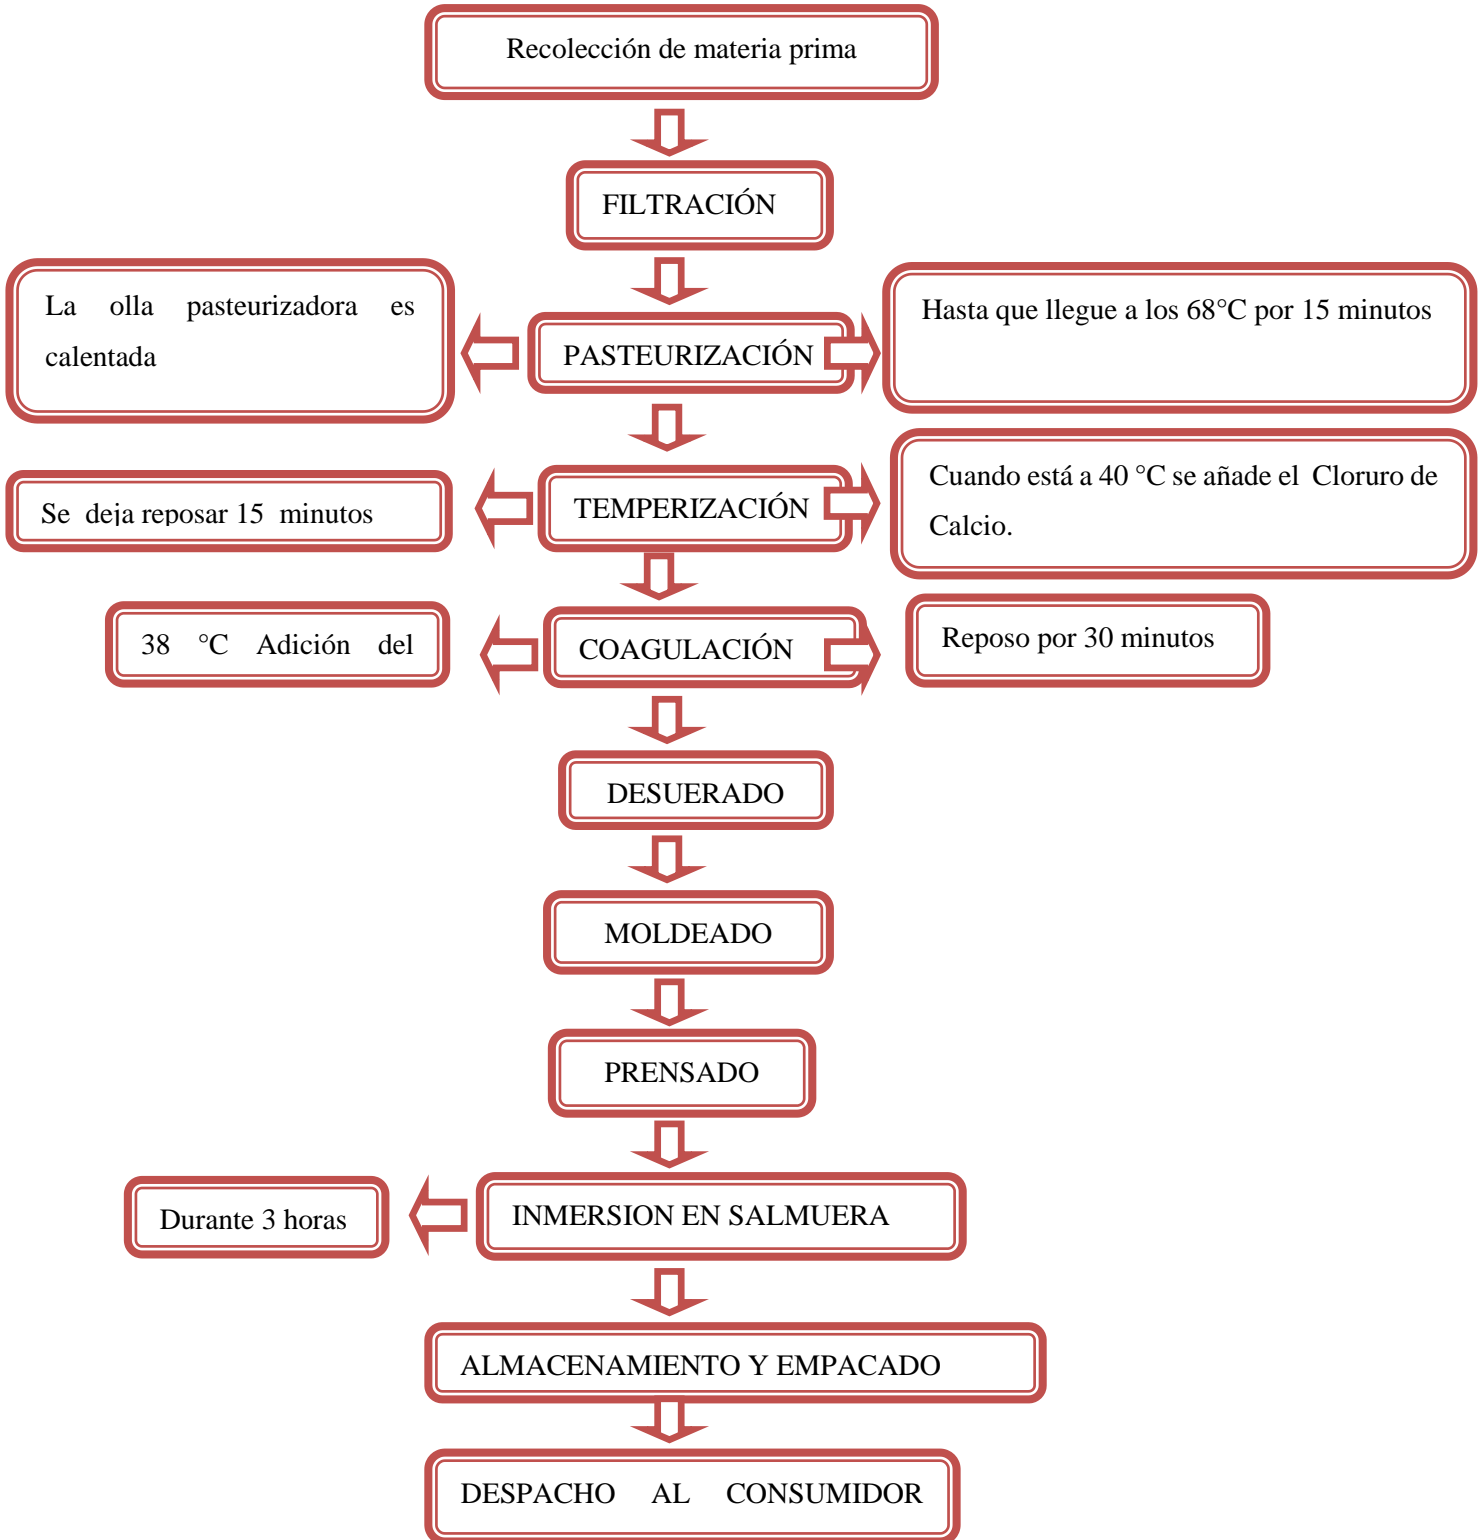 Recolección de materia prima
FILTRACIÓN
La olla pasteurizadora es
calentada
PASTEURIZACIÓN
Hasta que llegue a los 68°C por 15 minutos
Se deja reposar 15 minutos
TEMPERIZACIÓN
Cuando está a 40 °C se añade el Cloruro de
Calcio.
38 °C Adición del
COAGULACIÓN
Reposo por 30 minutos
DESUERADO
MOLDEADO
PRENSADO
Durante 3 horas
INMERSION EN SALMUERA
ALMACENAMIENTO Y EMPACADO
DESPACHO AL CONSUMIDOR